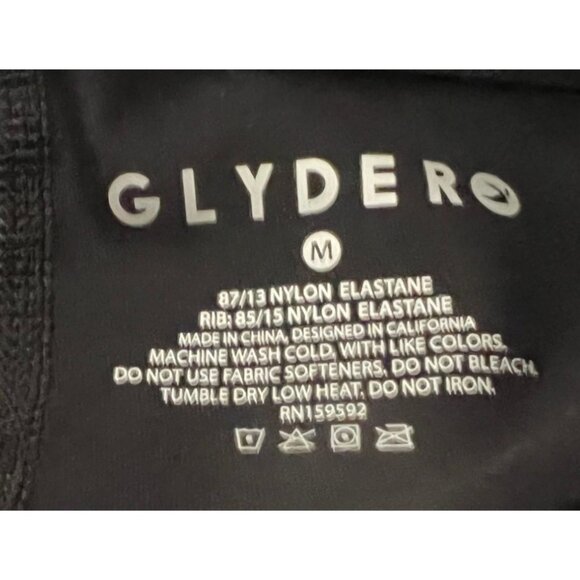 GLYDER
M
87/13 NYLON ELASTANE
RIB: 85/15 NYLON ELASTANE
MADE IN CHINA, DESIGNED IN CALIFORNIA
MACHINE WASH COLD, WITH LIKE COLORS,
DO NOT USE FABRIC SOFTENERS. DO NOT BLEACH.
TUMBLE DRY LOW HEAT. DO NOT IRON.
RN159592